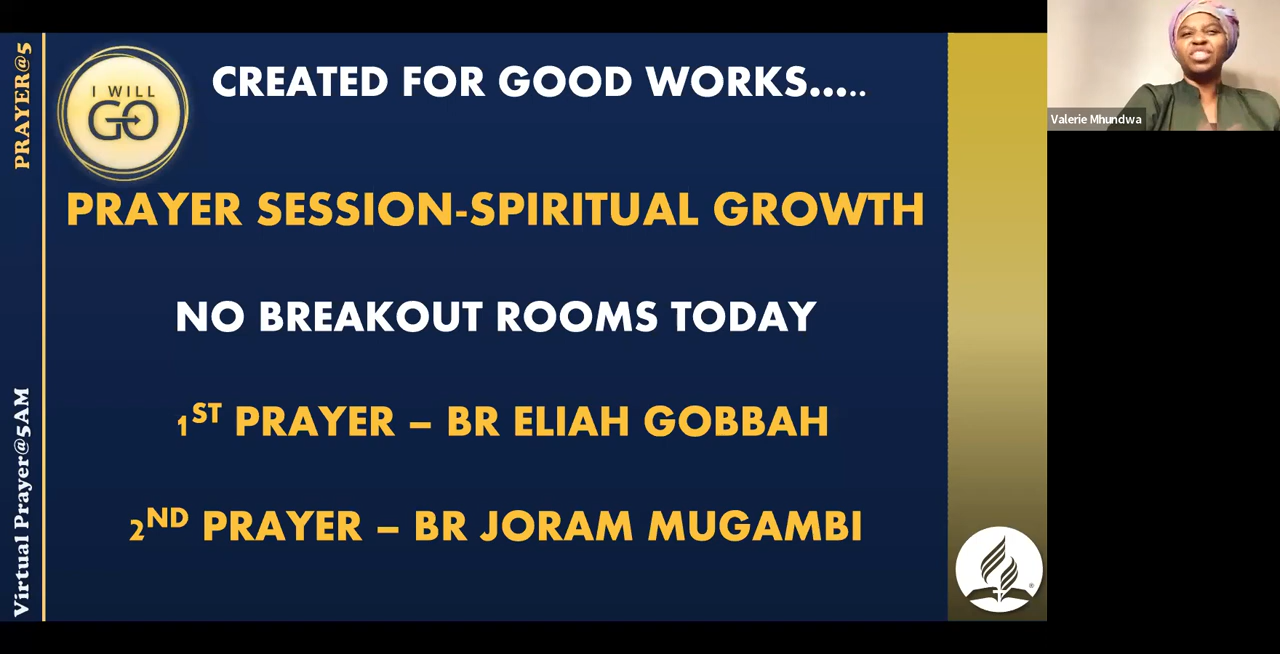 PRAYER@5
I WILL
GO
CREATED FOR GOOD WORKS.....
Valerie Mhundwa
PRAYER SESSION-SPIRITUAL GROWTH
NO BREAKOUT ROOMS TODAY
1ST PRAYER – BR ELIAH GOBBAH
2ND PRAYER – BR JORAM MUGAMBI
Virtual Prayer@5AM
®